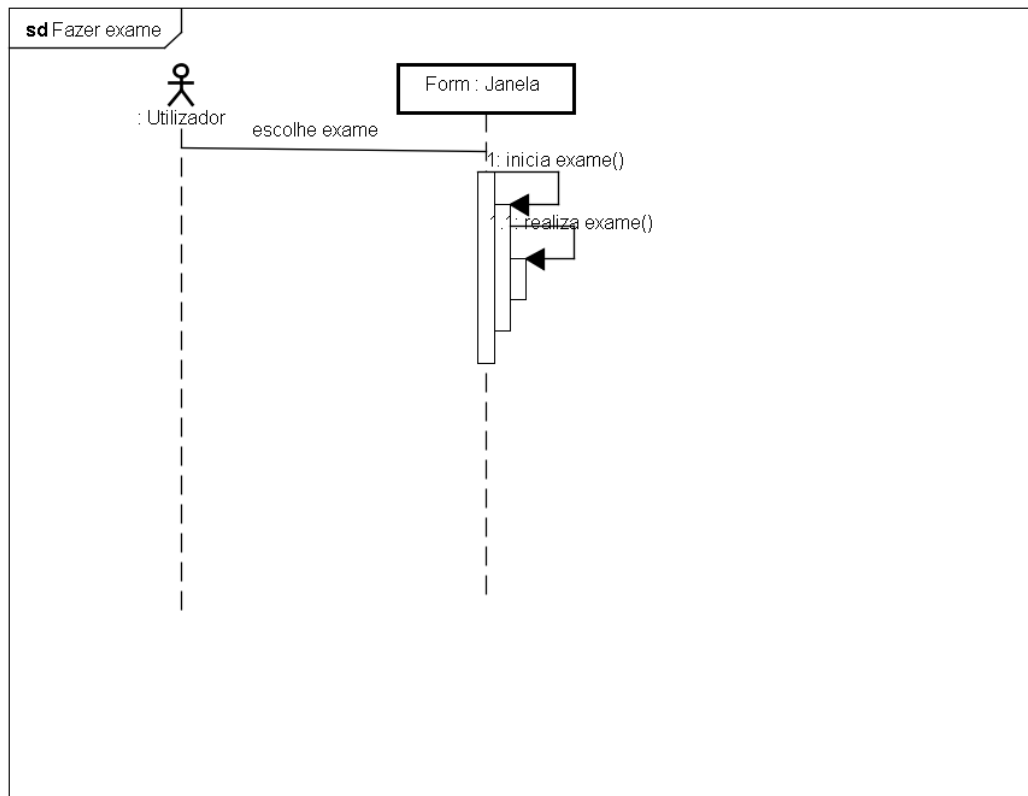 sd Fazer exame
: Utilizador
Form : Janela
escolhe exame
1: inicia exame()
1.1: realiza exame()